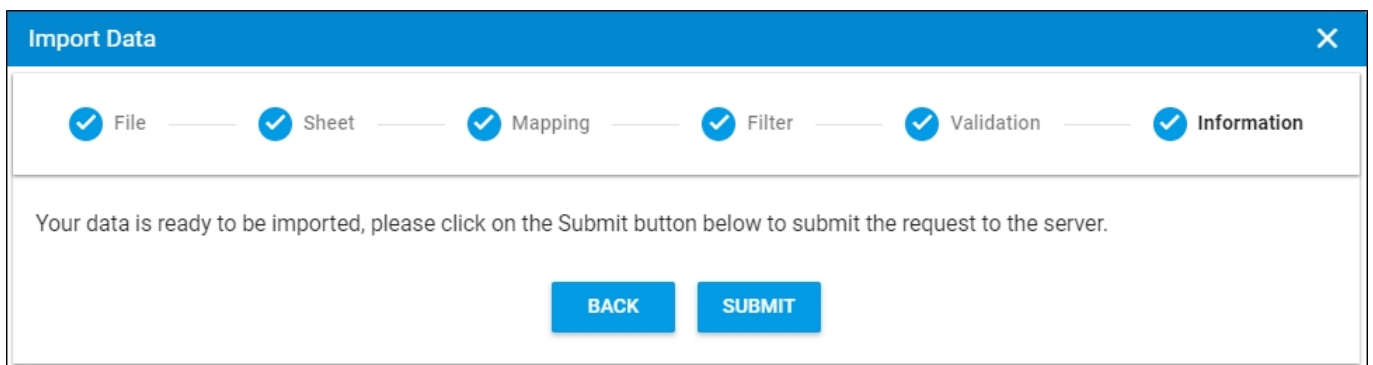 Import Data
File Sheet Mapping Filter Validation Information
Your data is ready to be imported, please click on the Submit button below to submit the request to the server.
BACK SUBMIT